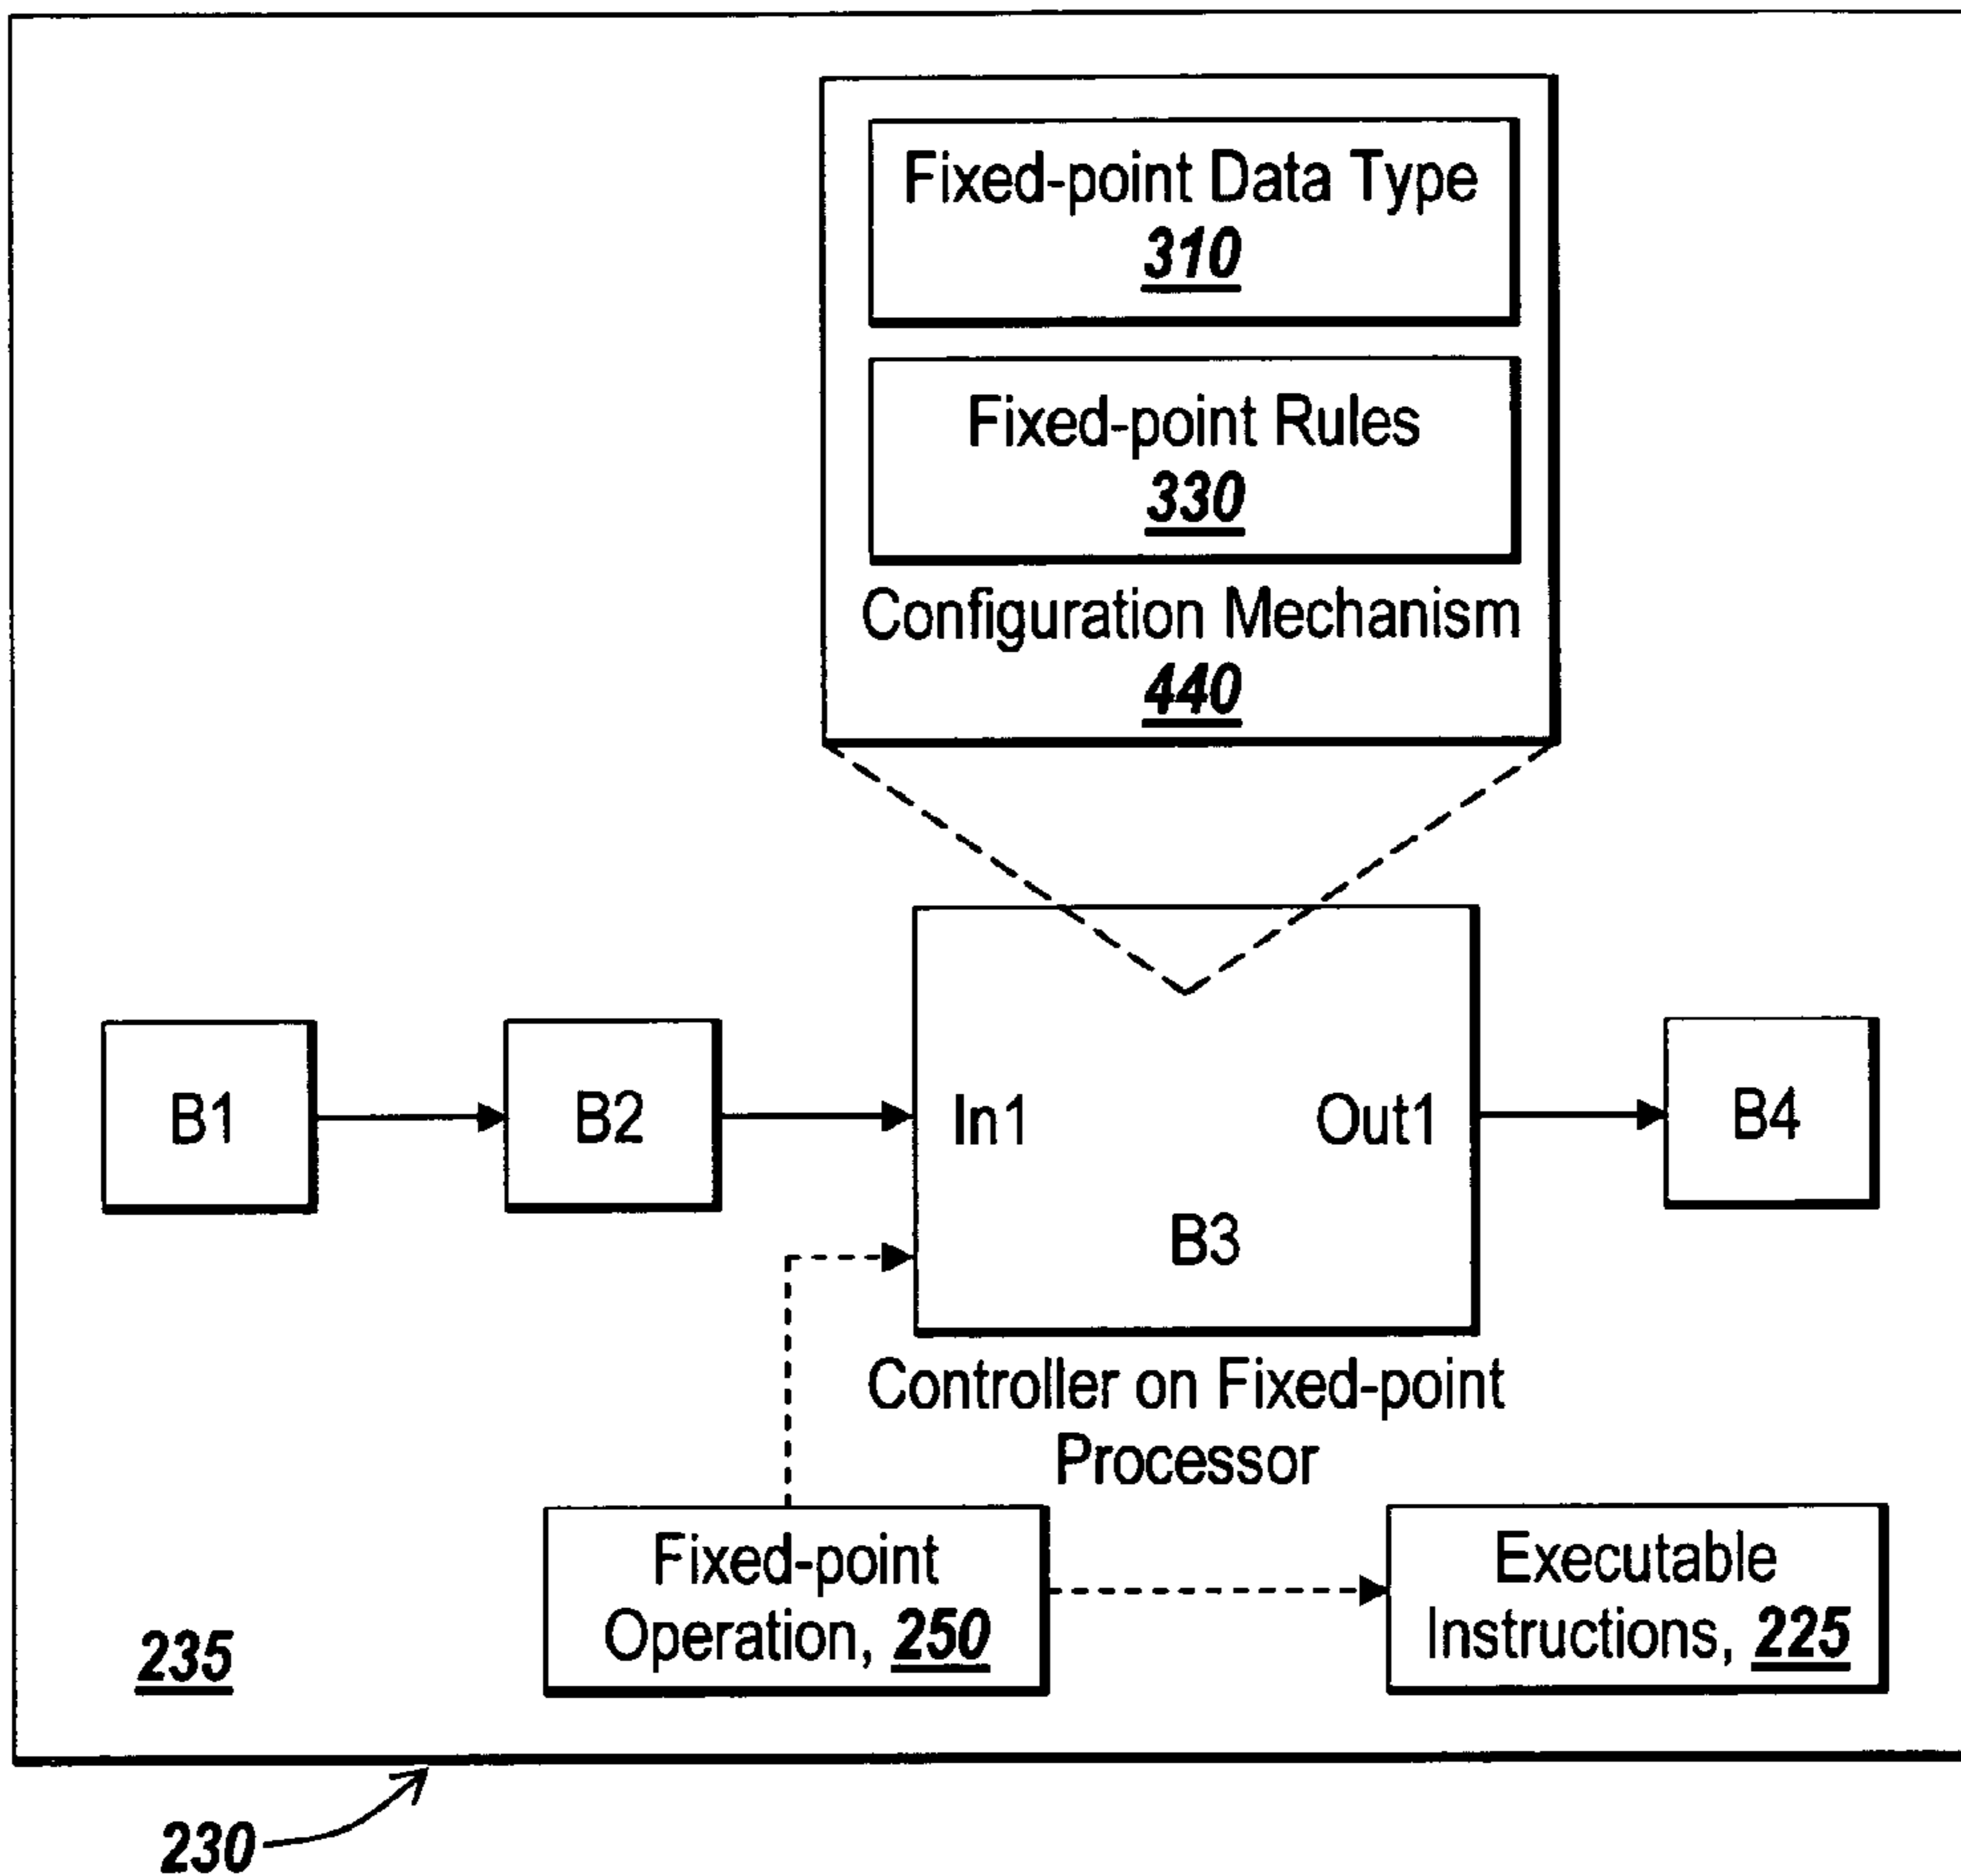 Fixed-point Data Type
310
Fixed-point Rules
330
Configuration Mechanism
440
B1
B2
In1
Out1
B3
B4
Controller on Fixed-point
Processor
Fixed-point
Operation, 250
Executable
Instructions, 225
235
230